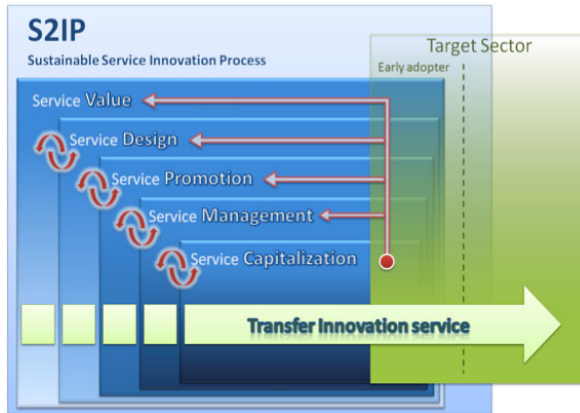 S2IP
Sustainable Service Innovation Process
Target Sector
Early adopter
Service Value
Service Design
Service Promotion
Service Management
Service Capitalization
Transfer Innovation service